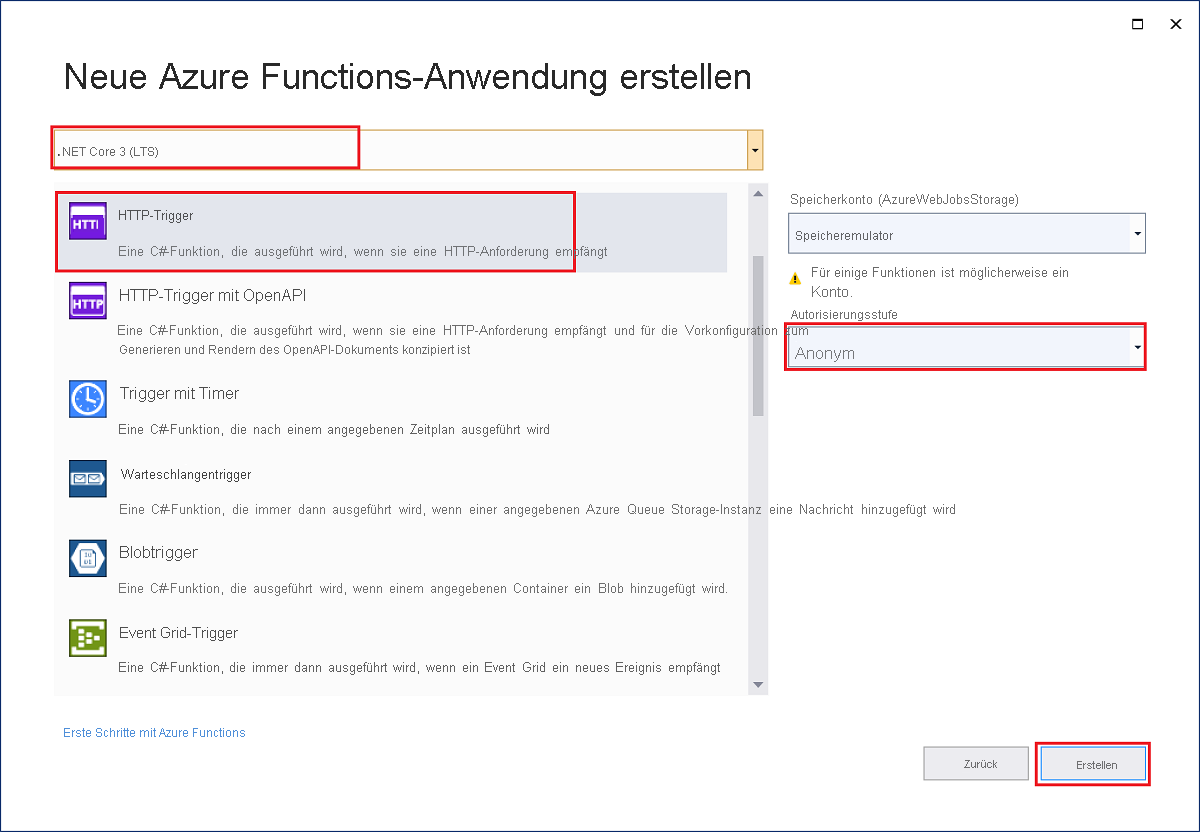 Neue Azure Functions-Anwendung erstellen
.NET Core 3 (LTS)
HTTI
HTTP-Trigger
Eine C#-Funktion, die ausgeführt wird, wenn sie eine HTTP-Anforderung empfängt
HTTP
HTTP-Trigger mit OpenAPI
Eine C#-Funktion, die ausgeführt wird, wenn sie eine HTTP-Anforderung empfängt und für die Vorkonfiguration zum
Generieren und Rendern des OpenAPI-Dokuments konzipiert ist
Trigger mit Timer
Eine C#-Funktion, die nach einem angegebenen Zeitplan ausgeführt wird
Warteschlangentrigger
Eine C#-Funktion, die immer dann ausgeführt wird, wenn einer angegebenen Azure Queue Storage-Instanz eine Nachricht hinzugefügt wird
Blobtrigger
Eine C#-Funktion, die ausgeführt wird, wenn einem angegebenen Container ein Blob hinzugefügt wird.
Event Grid-Trigger
Eine C#-Funktion, die immer dann ausgeführt wird, wenn ein Event Grid ein neues Ereignis empfängt
Speicherkonto (AzureWebJobsStorage)
Speicheremulator
Für einige Funktionen ist möglicherweise ein
Konto.
Autorisierungsstufe
Anonym
Erste Schritte mit Azure Functions
Zurück
Erstellen